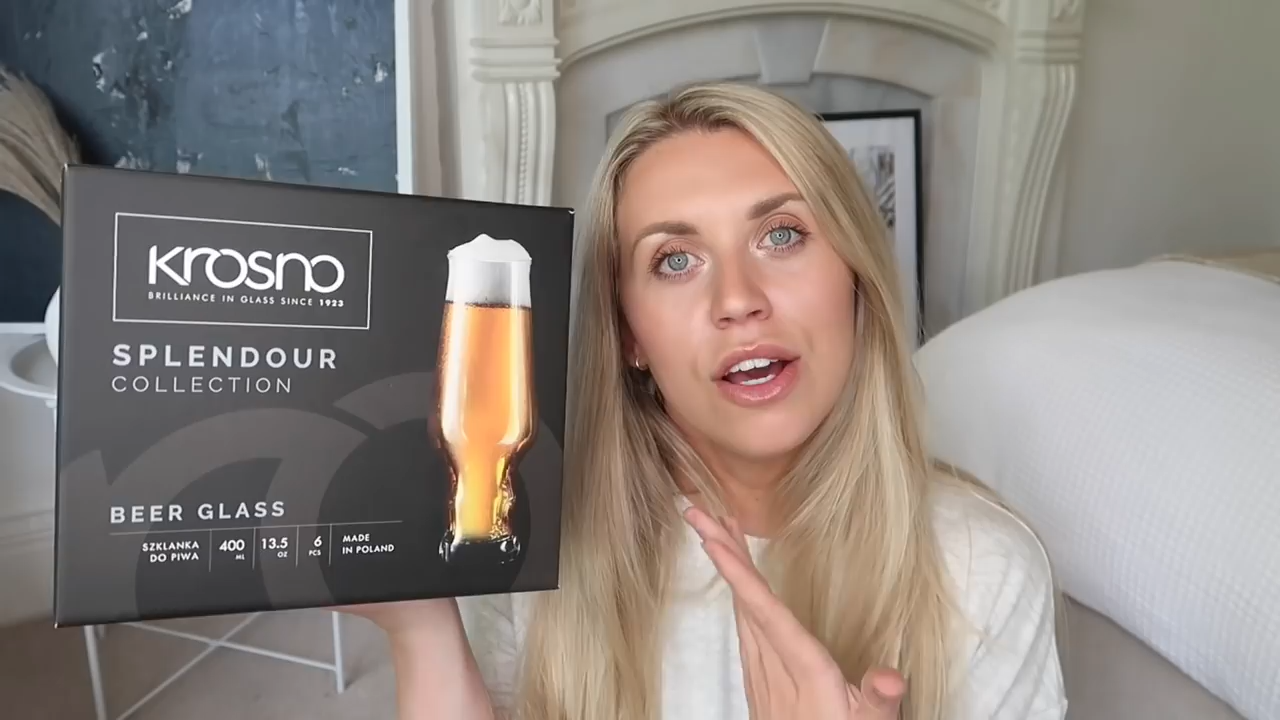 Krosno
BRILLIANCE IN GLASS SINCE 1923
SPLENDOUR
COLLECTION
BEER GLASS
SZKLANKA
DO PIWA
400
ML
13.5
OZ
6
PCS
MADE
IN POLAND